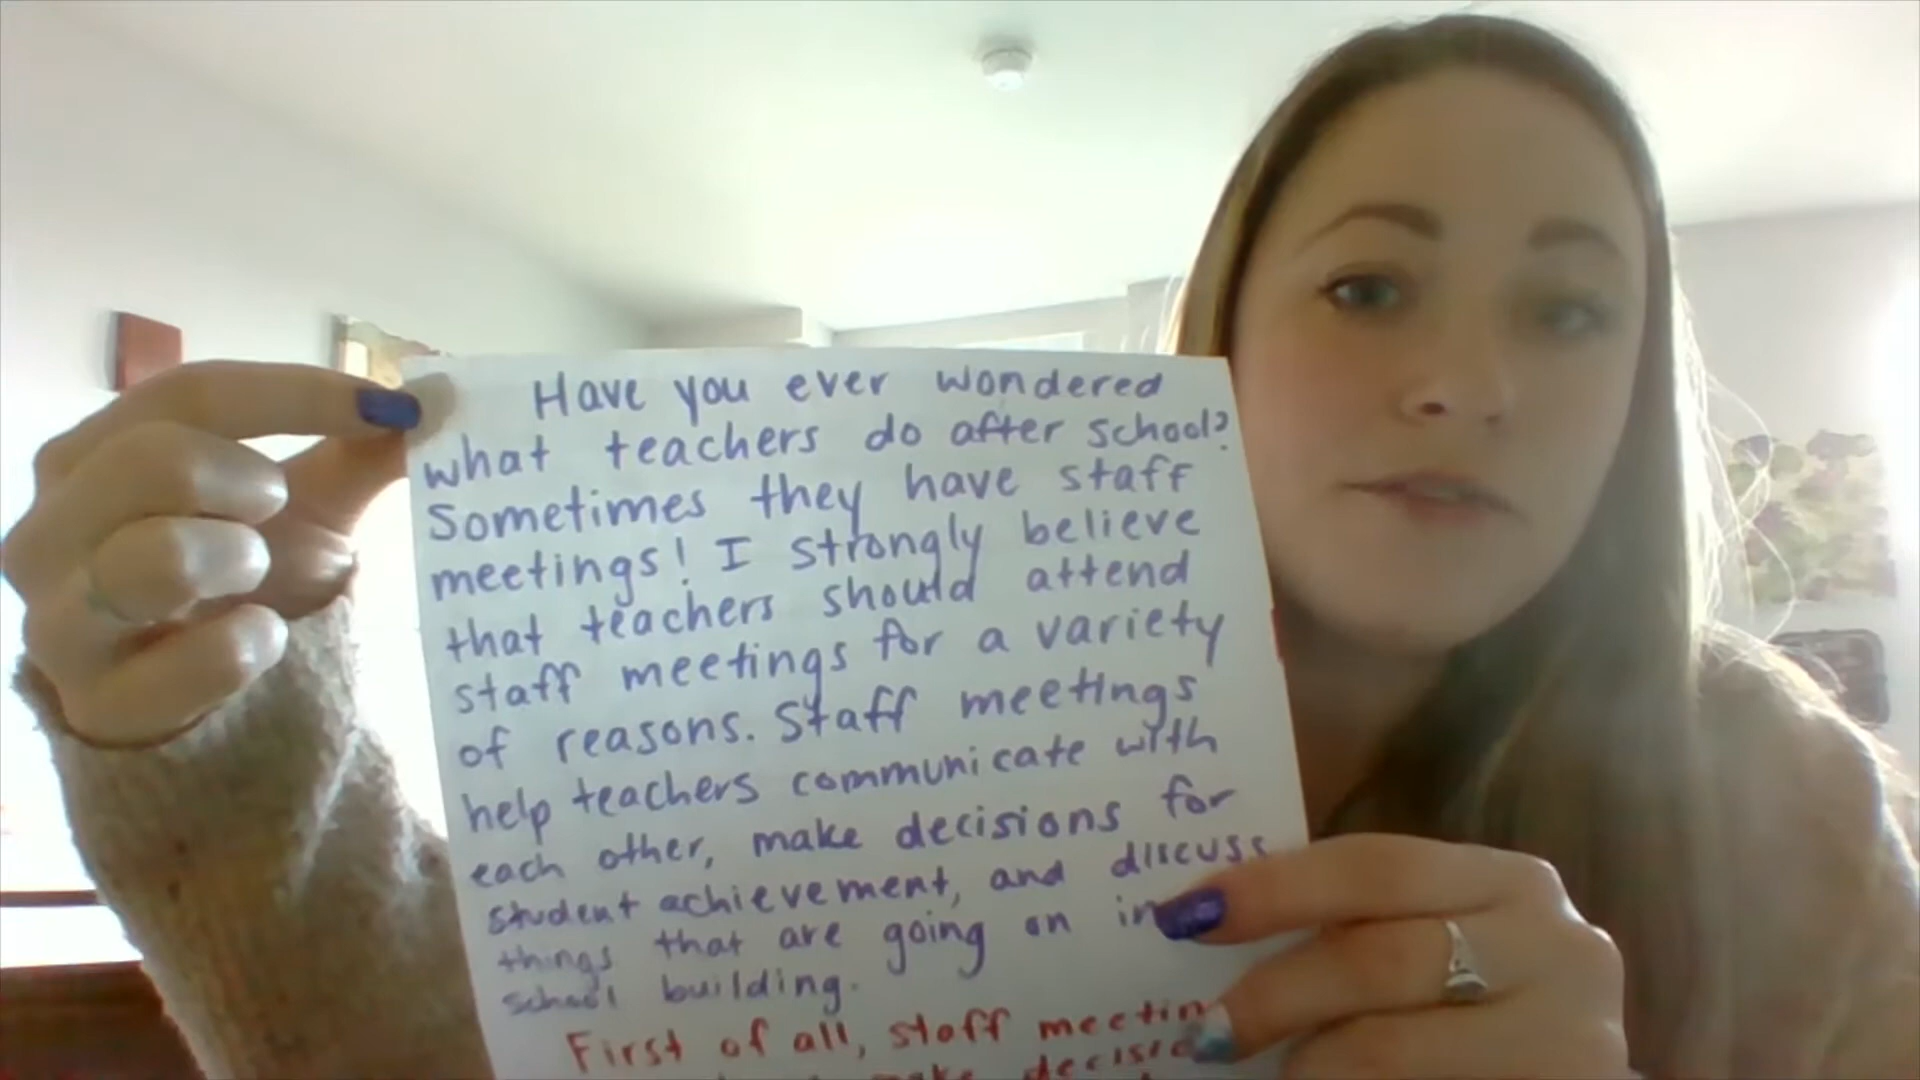 Have you ever wondered
what teachers do after school?
Sometimes they have staff
meetings! I strongly believe
that teachers should attend
staff meetings for a variety
of reasons. Staff meetings
help teachers communicate with
each other, make decisions for
student achievement, and discuss
things that are going on in
school building.
First of all, staff meetin
make decisio